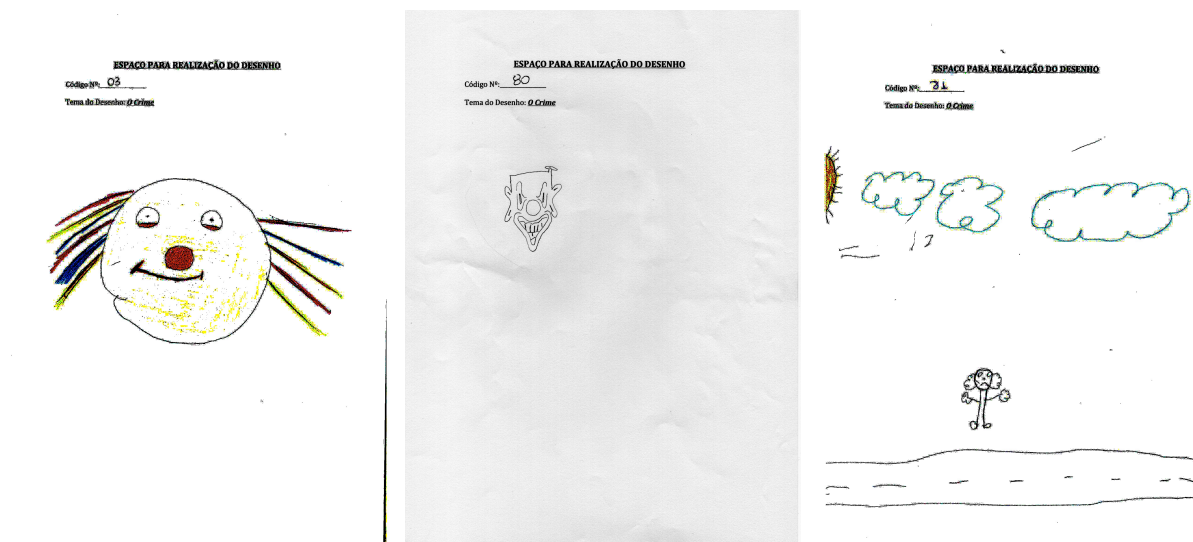 ESPAÇO PARA REALIZAÇÃO DO DESENHO
Código Nº: 03
Tema do Desenho: O Crime
ESPAÇO PARA REALIZAÇÃO DO DESENHO
Código Nº: 80
Tema do Desenho: O Crime
ESPAÇO PARA REALIZAÇÃO DO DESENHO
Código Nº: 31
Tema do Desenho: O Crime